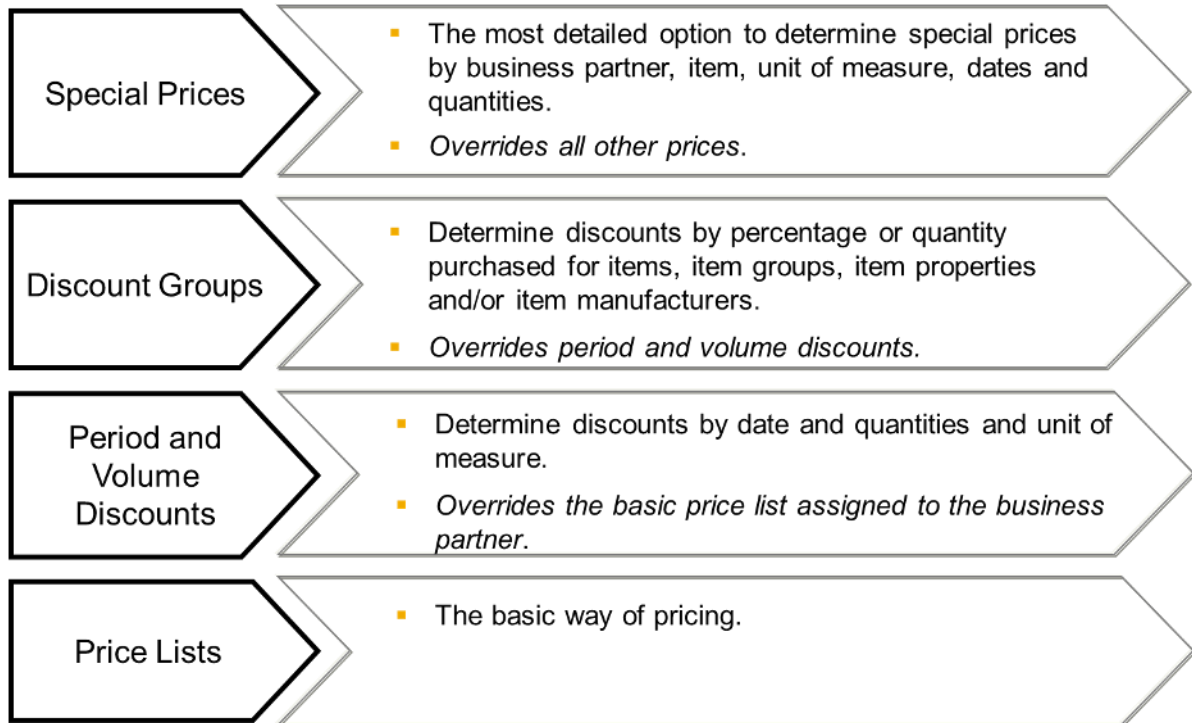 Special Prices
▪ The most detailed option to determine special prices
by business partner, item, unit of measure, dates and
quantities.
▪ Overrides all other prices.
Discount Groups
▪ Determine discounts by percentage or quantity
purchased for items, item groups, item properties
and/or item manufacturers.
▪ Overrides period and volume discounts.
Period and
Volume
Discounts
▪ Determine discounts by date and quantities and unit of
measure.
▪ Overrides the basic price list assigned to the business
partner.
Price Lists
▪ The basic way of pricing.